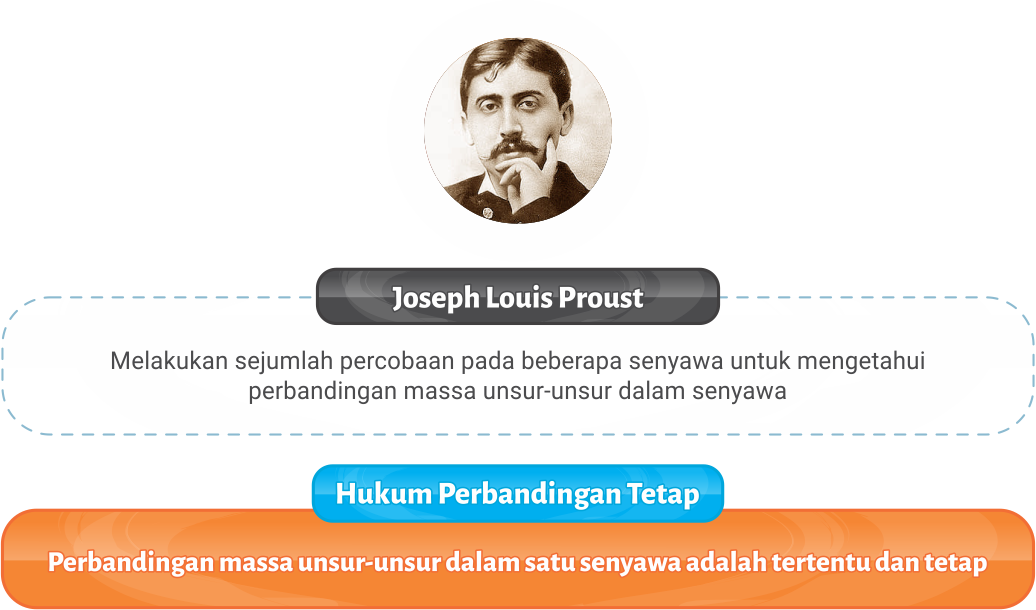 Joseph Louis Proust
Melakukan sejumlah percobaan pada beberapa senyawa untuk mengetahui
perbandingan massa unsur-unsur dalam senyawa
Hukum Perbandingan Tetap
Perbandingan massa unsur-unsur dalam satu senyawa adalah tertentu dan tetap